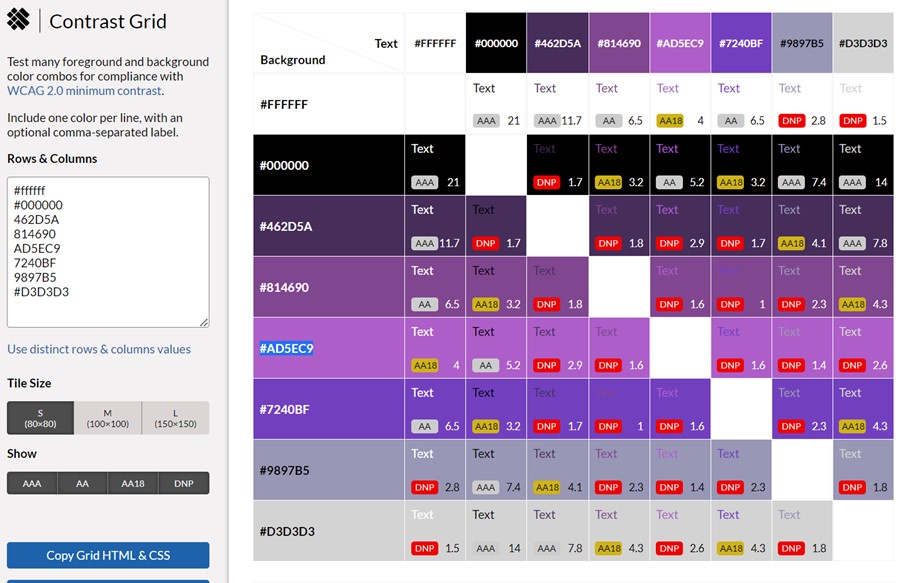 Contrast Grid
Test many foreground and background
color combos for compliance with
WCAG 2.0 minimum contrast.
Include one color per line, with an
optional comma-separated label.
Rows & Columns
#ffffff
#000000
462D5A
814690
AD5EC9
7240BF
9897B5
#D3D3D3
Use distinct rows & columns values
Tile Size
S M L
(80×80) (100×100) (150×150)
Show
AAA AA AA18 DNP
Copy Grid HTML & CSS
Text #FFFFFF #000000 #462D5A #814690 #AD5EC9 #7240BF #9897B5 #D3D3D3
Background
#FFFFFF
Text Text Text Text Text Text Text
AAA 21 AAA 11.7 AA 6.5 AA18 4 AA 6.5 DNP 2.8 DNP 1.5
#000000
Text Text Text Text Text Text Text
AAA 21 DNP 1.7 AA18 3.2 AA 5.2 AA18 3.2 AAA 7.4 AAA 14
#462D5A
Text Text Text Text Text Text Text
AAA 11.7 DNP 1.7 DNP 1.8 DNP 2.9 DNP 1.7 AA18 4.1 AAA 7.8
#814690
Text Text Text Text Text Text Text
AA 6.5 AA18 3.2 DNP 1.8 DNP 1.6 DNP 1 DNP 2.3 AA18 4.3
#AD5EC9
Text Text Text Text Text Text Text
AA18 4 AA 5.2 DNP 2.9 DNP 1.6 DNP 1.6 DNP 1.4 DNP 2.6
#7240BF
Text Text Text Text Text Text Text
AA 6.5 AA18 3.2 DNP 1.7 DNP 1 DNP 1.6 DNP 2.3 AA18 4.3
#9897B5
Text Text Text Text Text Text Text
DNP 2.8 AAA 7.4 AA18 4.1 DNP 2.3 DNP 1.4 DNP 2.3 DNP 1.8
#D3D3D3
Text Text Text Text Text Text Text
DNP 1.5 AAA 14 AAA 7.8 AA18 4.3 DNP 2.6 AA18 4.3 DNP 1.8